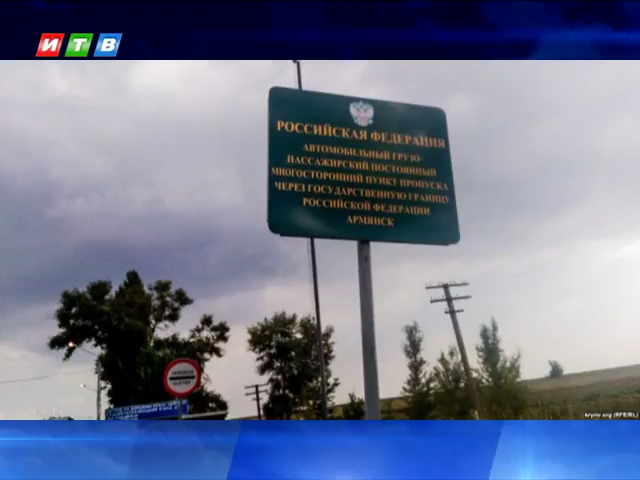 ИТВ
РОССИЙСКАЯ ФЕДЕРАЦИЯ
АВТОМОБИЛЬНЫЙ ГРУЗО-
ПАССАЖИРСКИЙ ПОСТОЯННЫЙ
МНОГОСТОРОННИЙ ПУНКТ ПРОПУСКА
ЧЕРЕЗ ГОСУДАРСТВЕННУЮ ГРАНИЦУ
РОССИЙСКОЙ ФЕДЕРАЦИИ
АРМЯНСК
krymr.org (RFE/RL)